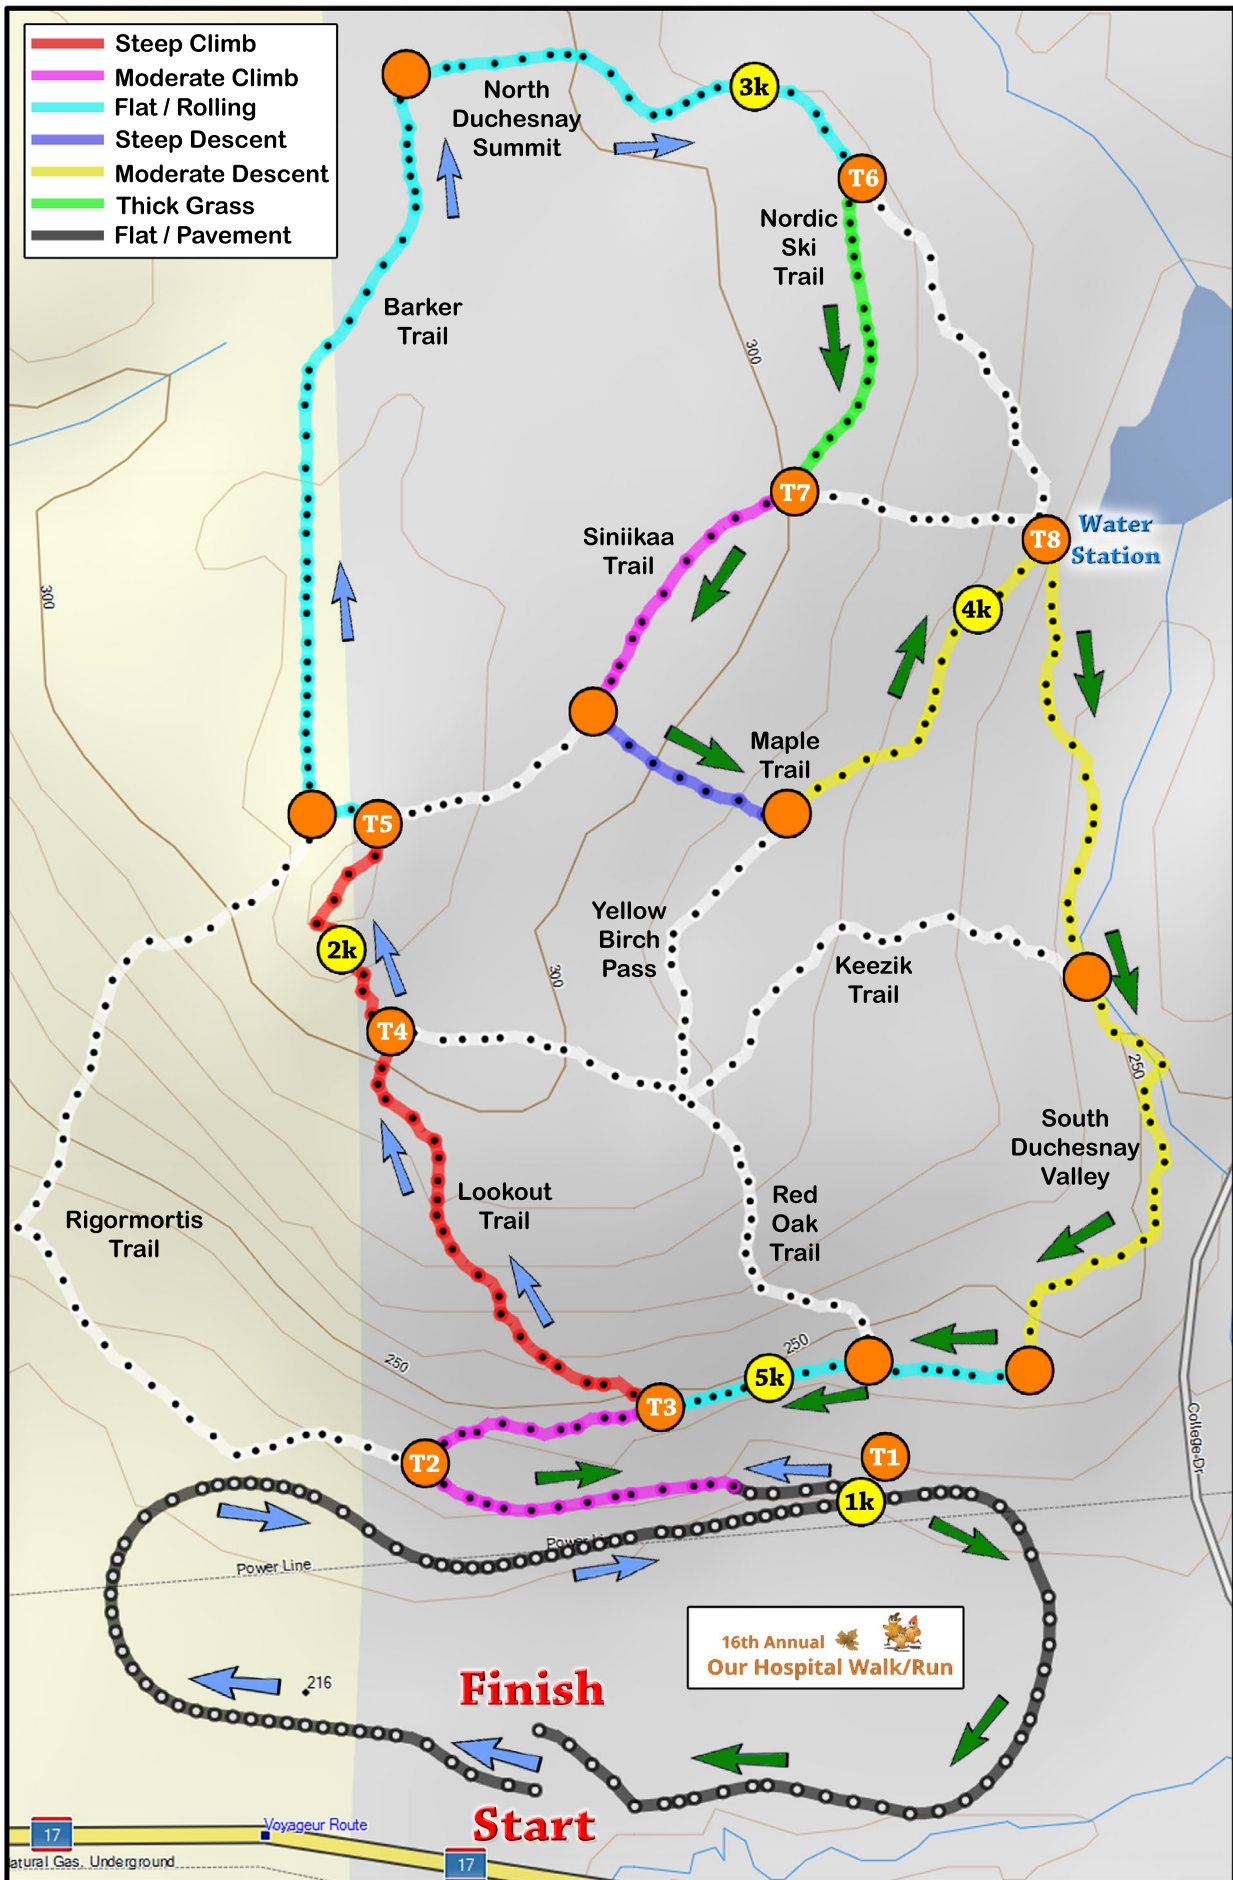 Steep Climb
Moderate Climb
Flat / Rolling
Steep Descent
Moderate Descent
Thick Grass
Flat / Pavement
North
Duchesnay
Summit
3k
T6
Nordic
Ski
Trail
Barker
Trail
300
T7
Siniikaa
Trail
T8
Water
Station
300
4k
Maple
Trail
T5
Yellow
Birch
Pass
2k
Keezik
Trail
300
T4
250
South
Duchesnay
Valley
Lookout
Trail
Red
Oak
Trail
Rigormortis
Trail
250
250
5k
T3
College Dr
T2
T1
1k
Power Li
Power Line
16th Annual
Our Hospital Walk/Run
216
Finish
Start
17
Voyageur Route
17
atural Gas, Underground